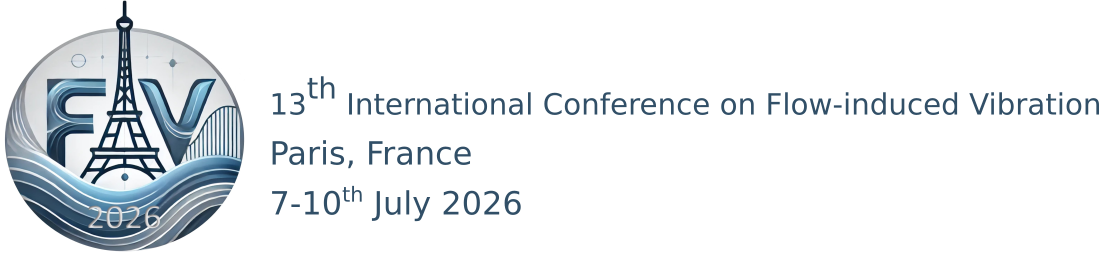 FIV
2026
13th International Conference on Flow-induced Vibration
Paris, France
7-10th July 2026